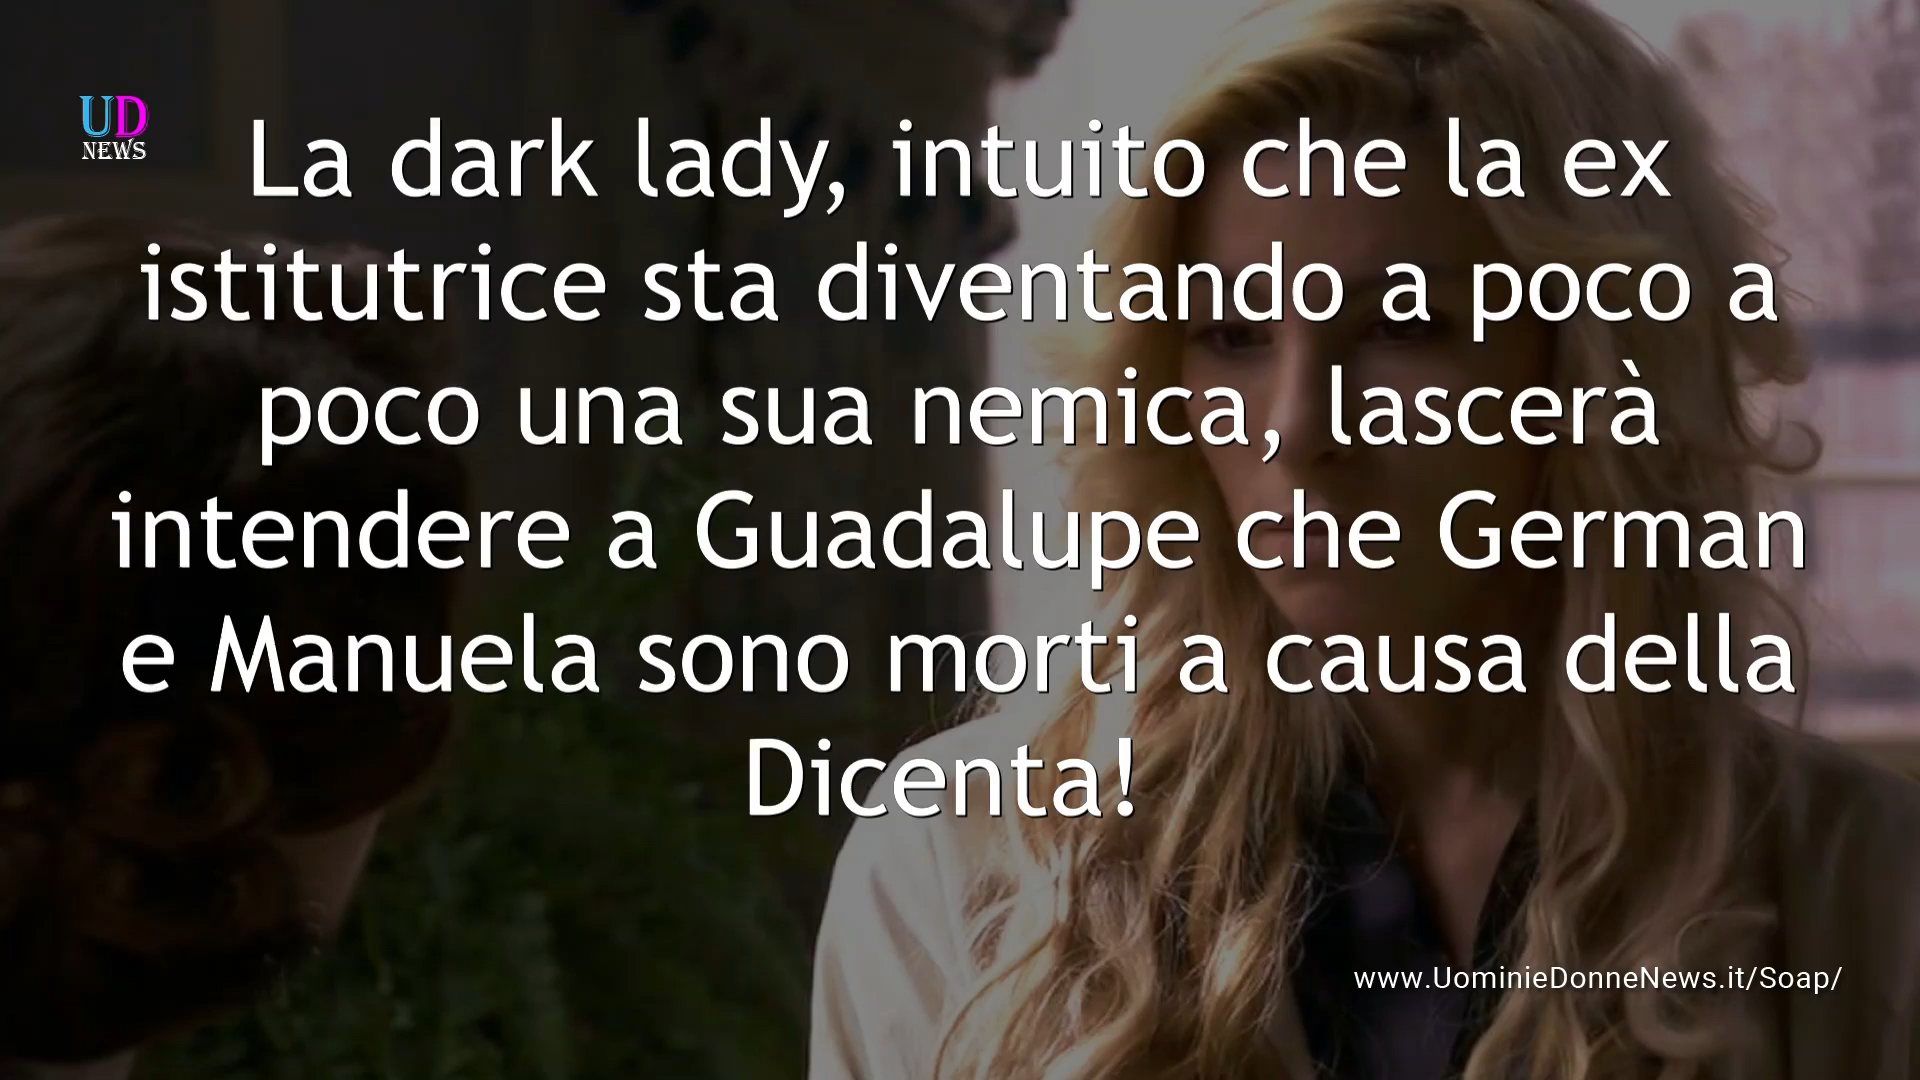 UD
NEWS
La dark lady, intuito che la ex
istitutrice sta diventando a poco a
poco una sua nemica, lascerà
intendere a Guadalupe che German
e Manuela sono morti a causa della
Dicenta!
www.UominieDonneNews.it/Soap/